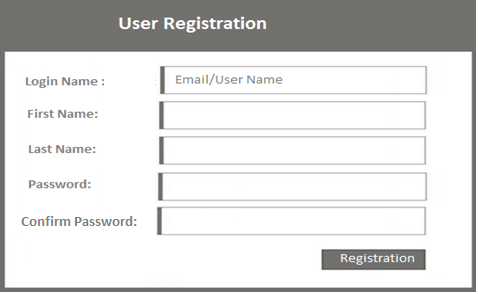 User Registration
Login Name : Email/User Name
First Name:
Last Name:
Password:
Confirm Password:
Registration